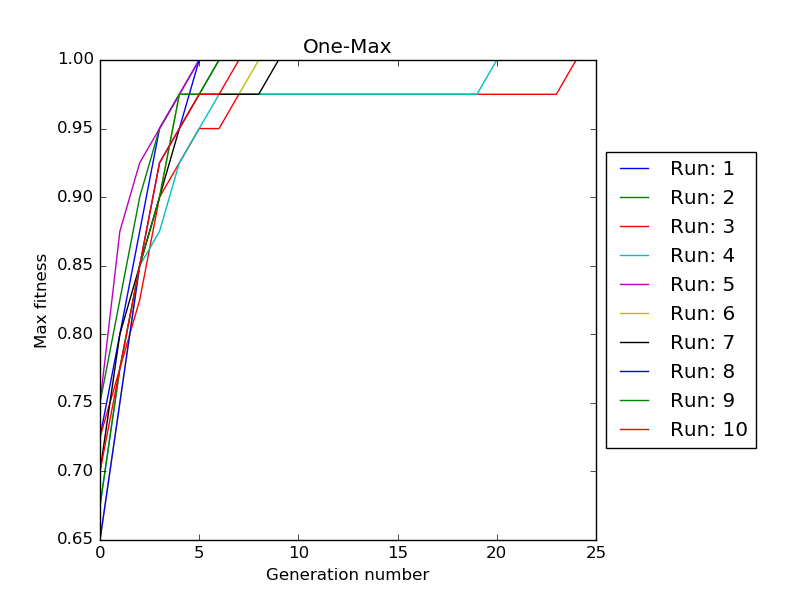 One-Max
1.00
0.95
0.90
0.85
0.80
0.75
0.70
0.65
Max fitness
0 5 10 15 20 25
Generation number
Run: 1
Run: 2
Run: 3
Run: 4
Run: 5
Run: 6
Run: 7
Run: 8
Run: 9
Run: 10